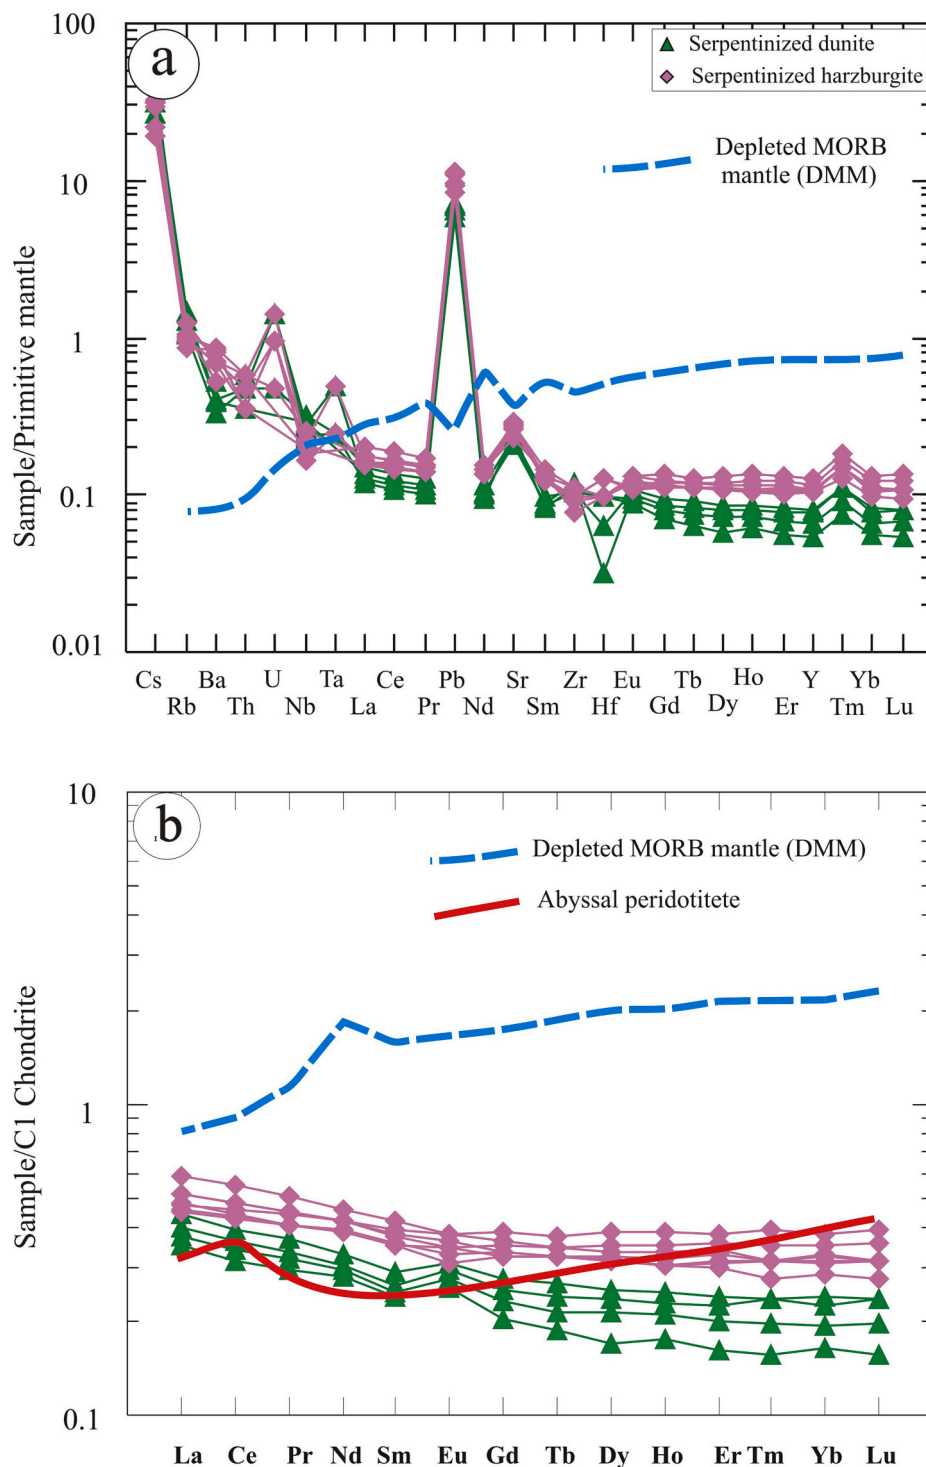 100
a
Serpentinized dunite
Serpentinized harzburgite
Depleted MORB
mantle (DMM)
10
1
0.1
0.01
Sample/Primitive mantle
Cs Ba U Ta Ce Pb Sr Zr Eu Tb Ho Y Yb
Rb Th Nb La Pr Nd Sm Hf Gd Dy Er Tm Lu
10
b
Depleted MORB mantle (DMM)
Abyssal peridotitete
1
0.1
Sample/C1 Chondrite
La Ce Pr Nd Sm Eu Gd Tb Dy Ho Er Tm Yb Lu